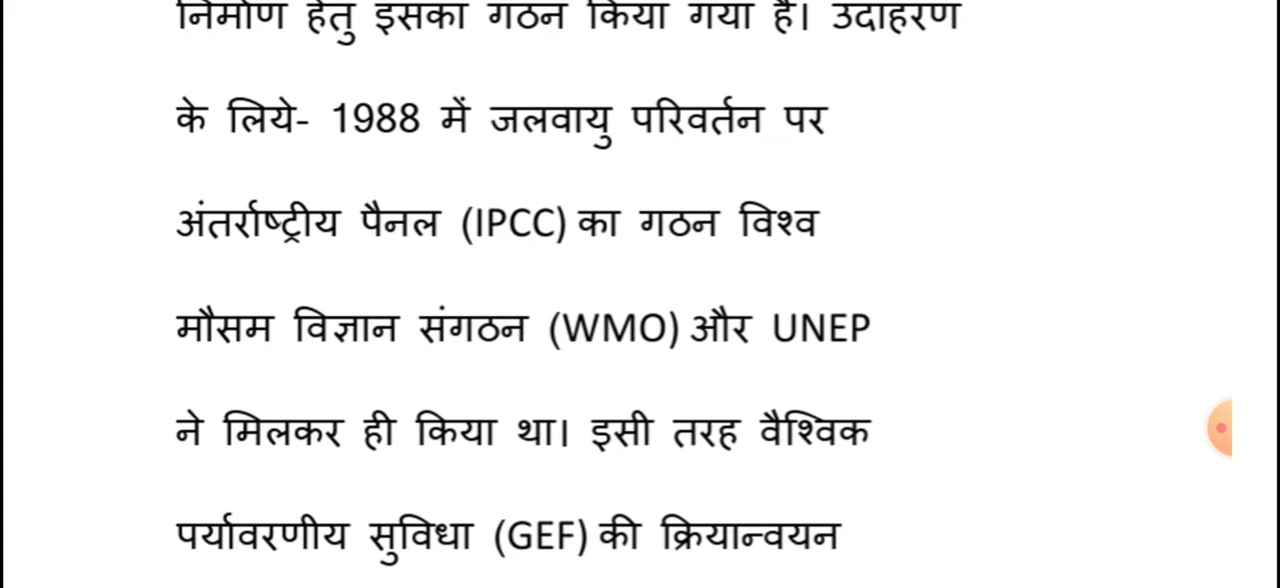 निर्माण हेतु इसका गठन किया गया है। उदाहरण
के लिये- 1988 में जलवायु परिवर्तन पर
अंतर्राष्ट्रीय पैनल (IPCC) का गठन विश्व
मौसम विज्ञान संगठन (WMO) और UNEP
ने मिलकर ही किया था। इसी तरह वैश्विक
पर्यावरणीय सुविधा (GEF) की क्रियान्वयन